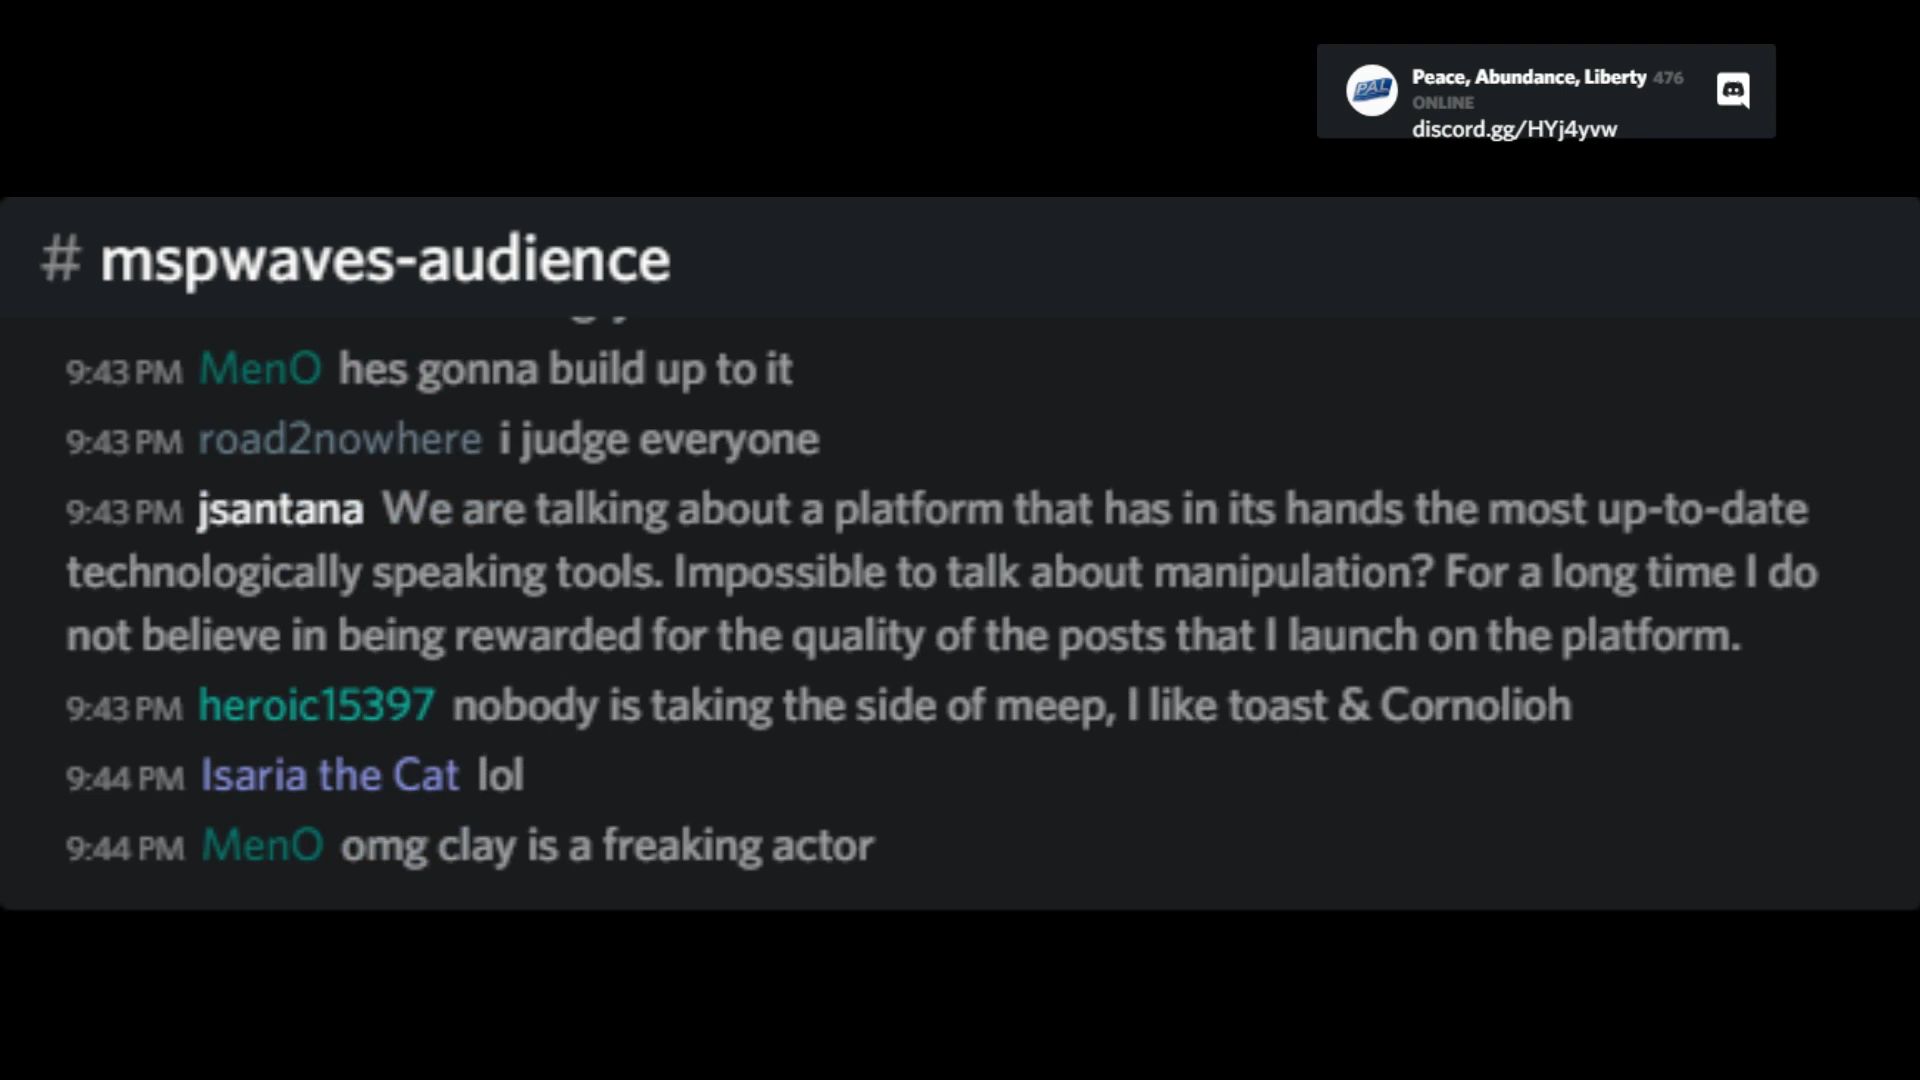 PAL
Peace, Abundance, Liberty 476
ONLINE
discord.gg/HYj4yvw
# mspwaves-audience
9:43 PM MenO hes gonna build up to it
9:43 PM road2nowhere i judge everyone
9:43 PM jsantana We are talking about a platform that has in its hands the most up-to-date
technologically speaking tools. Impossible to talk about manipulation? For a long time I do
not believe in being rewarded for the quality of the posts that I launch on the platform.
9:43 PM heroic15397 nobody is taking the side of meep, I like toast & Cornolioh
9:44 PM Isaria the Cat lol
9:44 PM MenO omg clay is a freaking actor